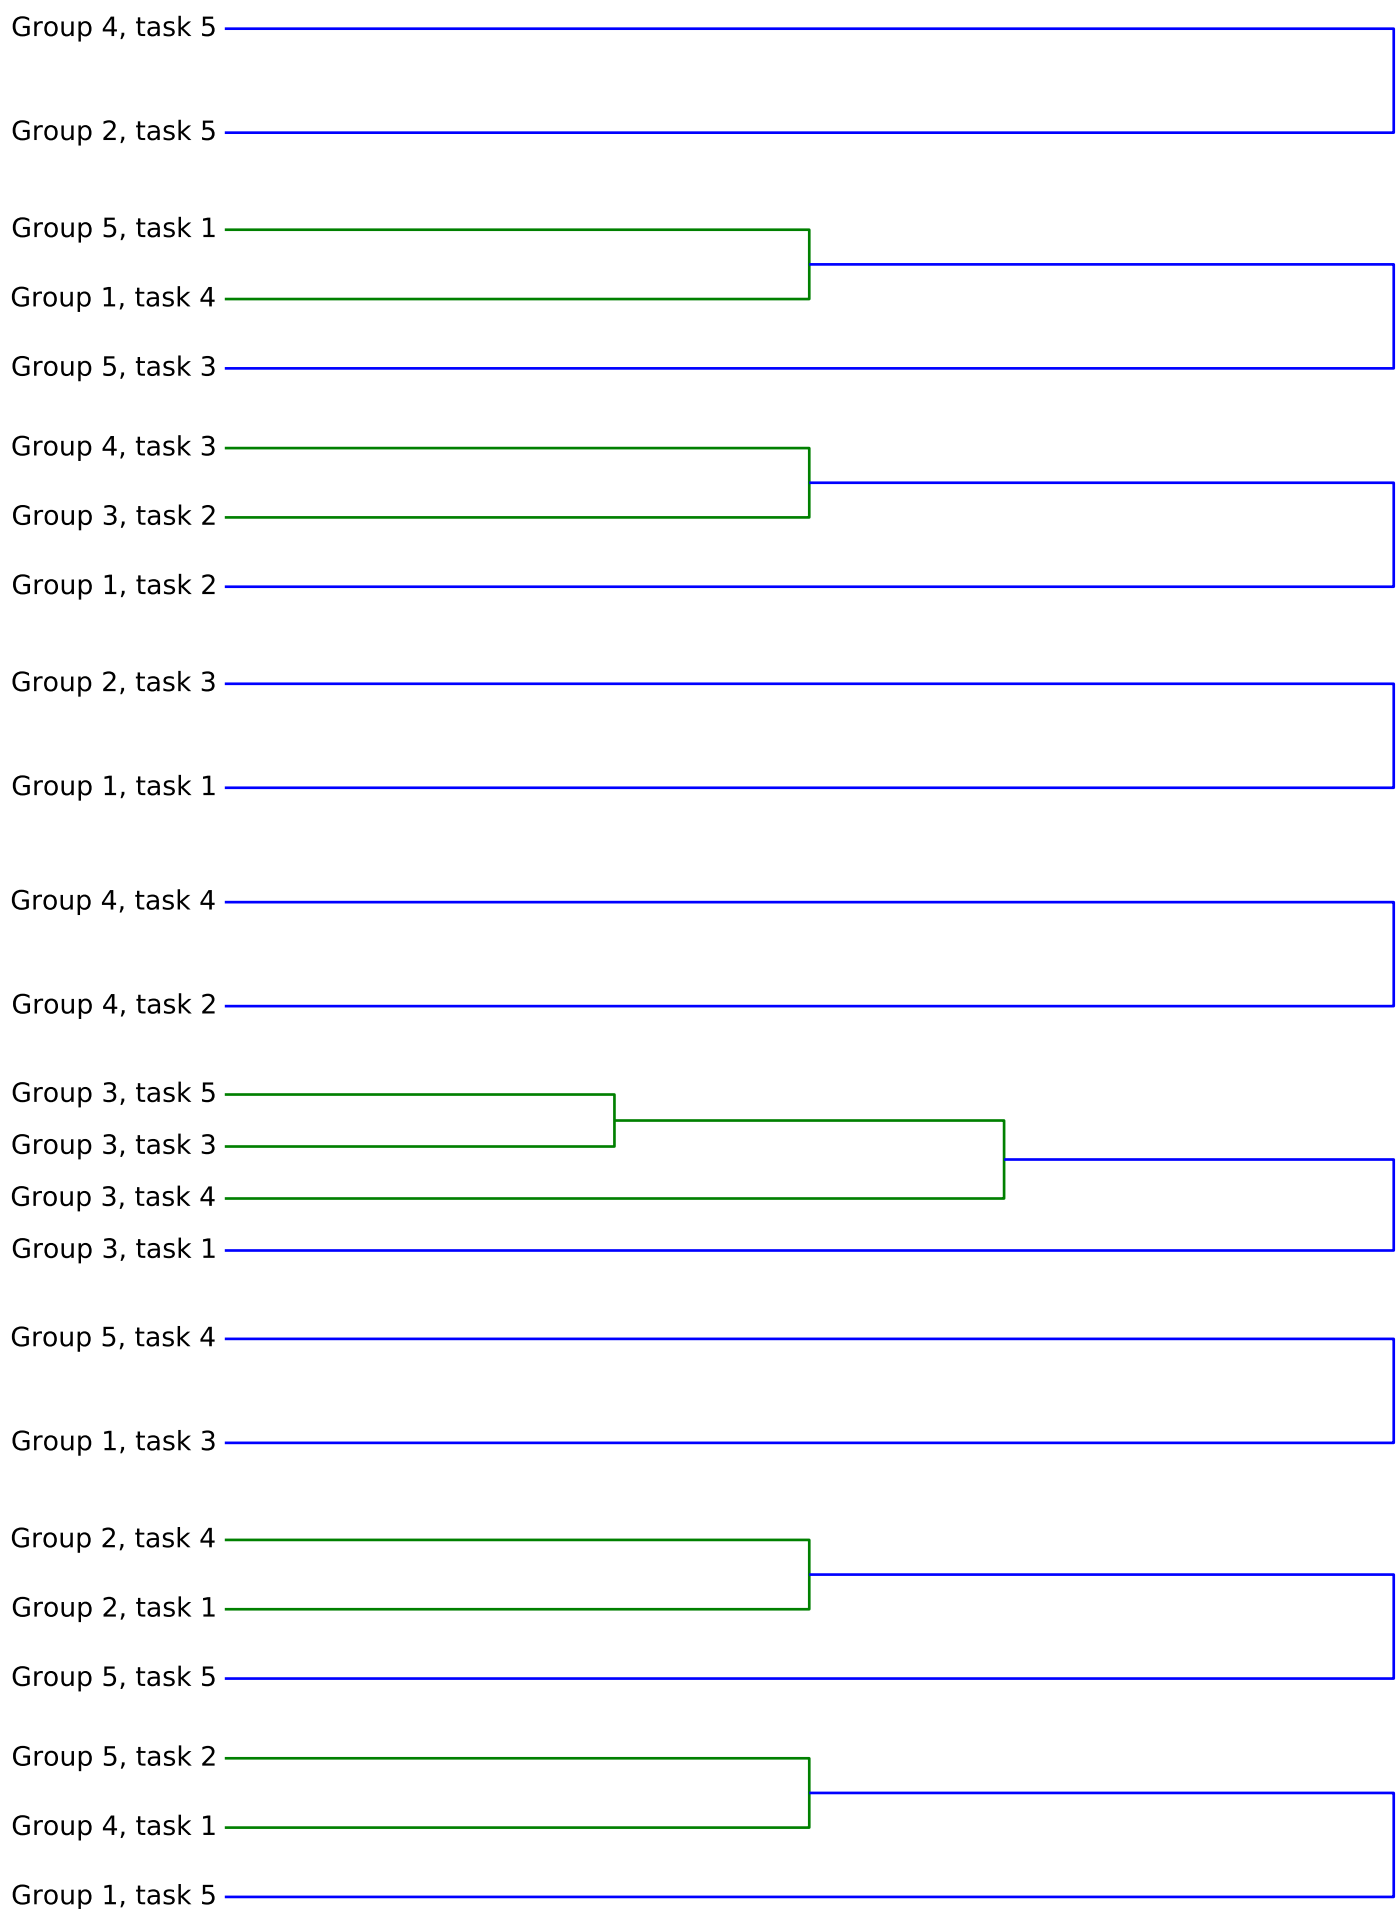 Group 4, task 5
Group 2, task 5
Group 5, task 1
Group 1, task 4
Group 5, task 3
Group 4, task 3
Group 3, task 2
Group 1, task 2
Group 2, task 3
Group 1, task 1
Group 4, task 4
Group 4, task 2
Group 3, task 5
Group 3, task 3
Group 3, task 4
Group 3, task 1
Group 5, task 4
Group 1, task 3
Group 2, task 4
Group 2, task 1
Group 5, task 5
Group 5, task 2
Group 4, task 1
Group 1, task 5